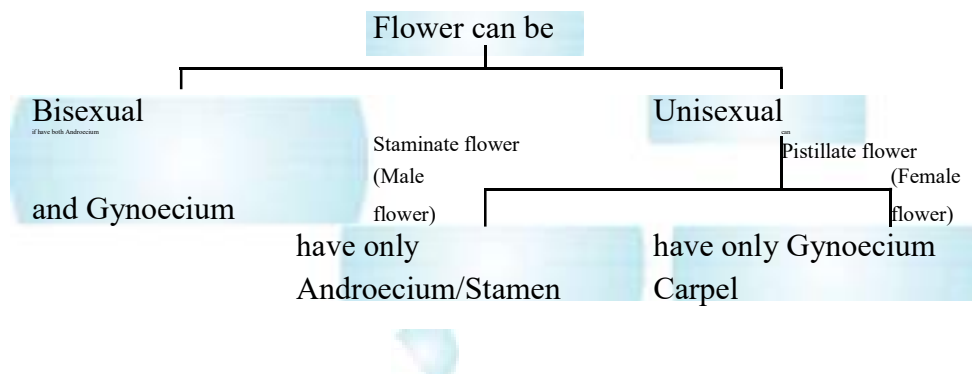 Flower can be
Bisexual
if have both Androecium
and Gynoecium
Unisexual
can
Staminate flower
(Male
flower)
Pistillate flower
(Female
flower)
have only
Androecium/Stamen
have only Gynoecium
Carpel